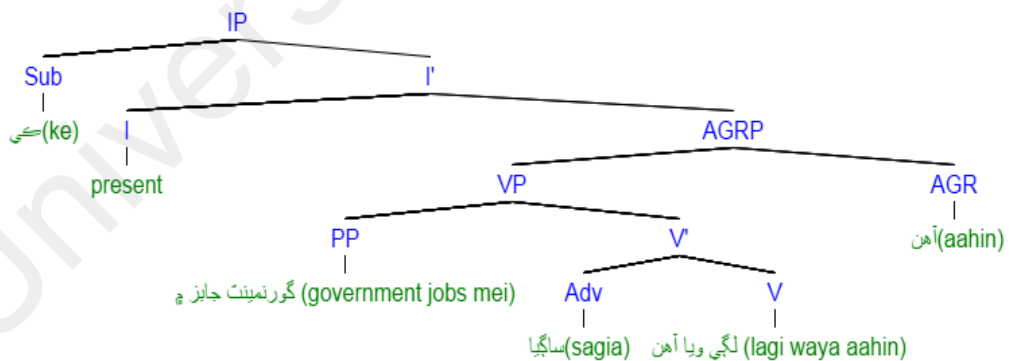 IP
Sub I'
ڪي(ke) I AGRP
present VP AGR
PP V' آهن(aahin)
گورنمينٽ جابز ۾ (government jobs mei) Adv V
ساڳيا(sagia) لڳي ويا آهن (lagi waya aahin)